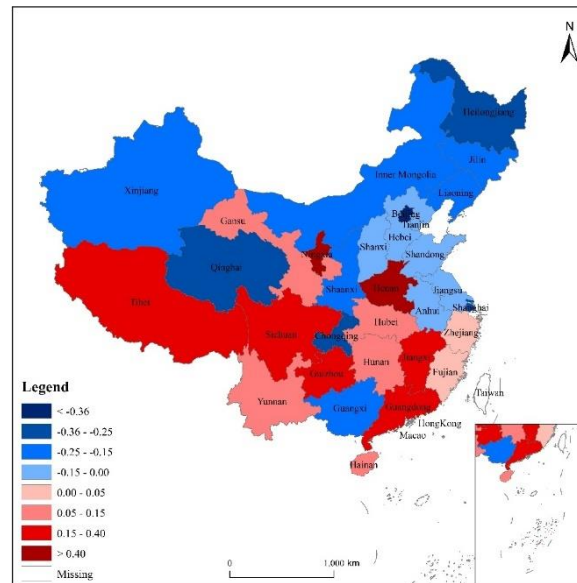 N
Heilongjiang
Jilin
Inner Mongolia
Liaoning
Xinjiang
Beijing
Tianjin
Gansu
Hebei
Ningxia
Shanxi
Shandong
Qinghai
Shaanxi
Henan
Jiangsu
Tibet
Anhui
Shanghai
Sichuan
Chongqing
Hubei
Zhejiang
Hunan
Jiangxi
Guizhou
Fujian
Yunnan
Taiwan
Guangxi
Guangdong
HongKong
Macao
Hainan
Legend
< -0.36
-0.36 - -0.25
-0.25 - -0.15
-0.15 - 0.00
0.00 - 0.05
0.05 - 0.15
0.15 - 0.40
> 0.40
Missing
0 1,000 km